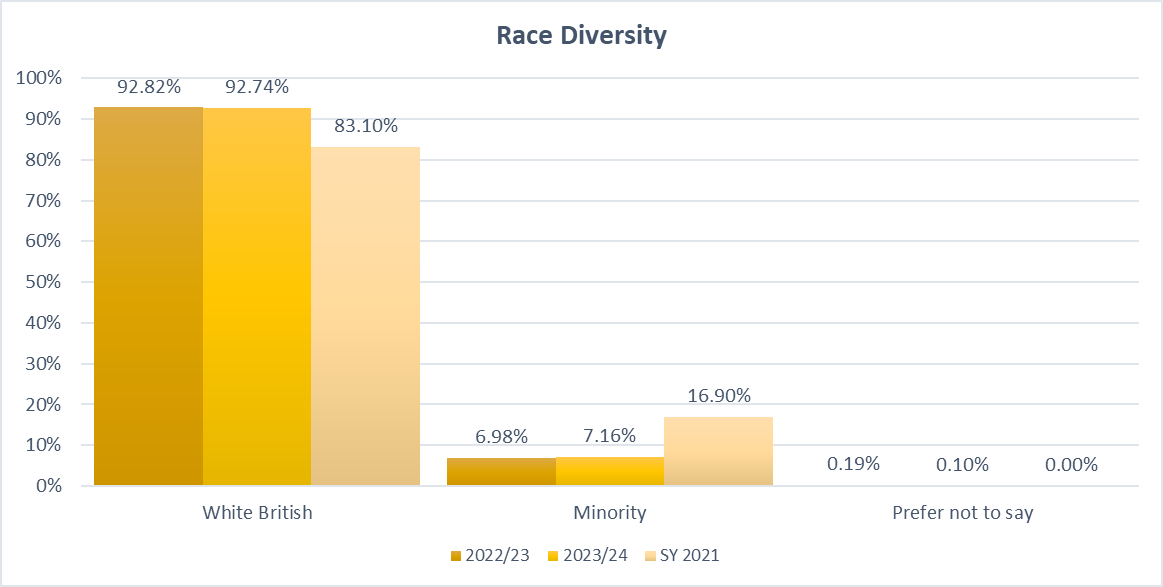 Race Diversity
100%
90%
80%
70%
60%
50%
40%
30%
20%
10%
0%
92.82% 92.74% 83.10%
6.98% 7.16% 16.90%
0.19% 0.10% 0.00%
White British Minority Prefer not to say
2022/23 2023/24 SY 2021